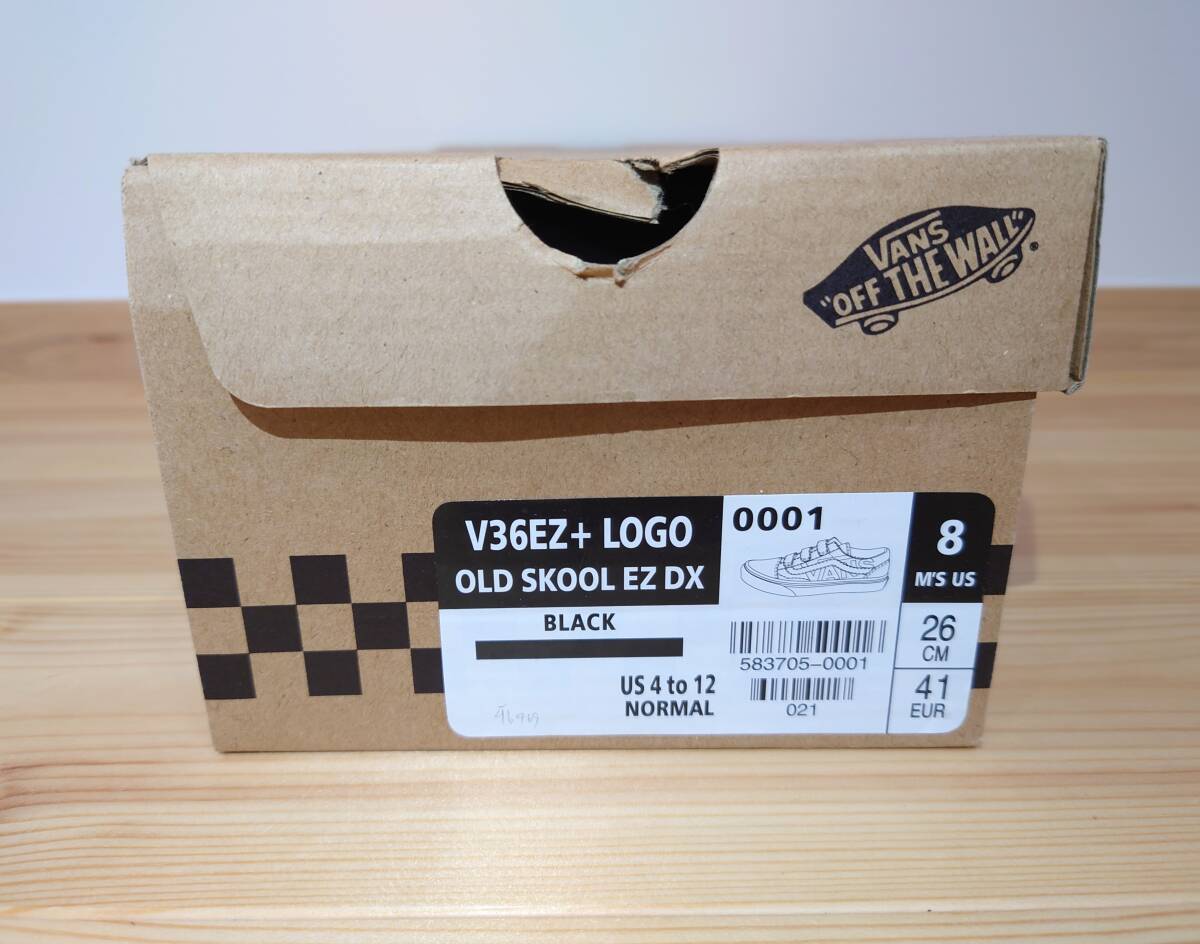 VANS
"OFF THE WALL"
®
V36EZ+ LOGO
OLD SKOOL EZ DX
BLACK
US 4 to 12
NORMAL
0001
VANS
583705-0001
021
8
M'S US
26
CM
41
EUR